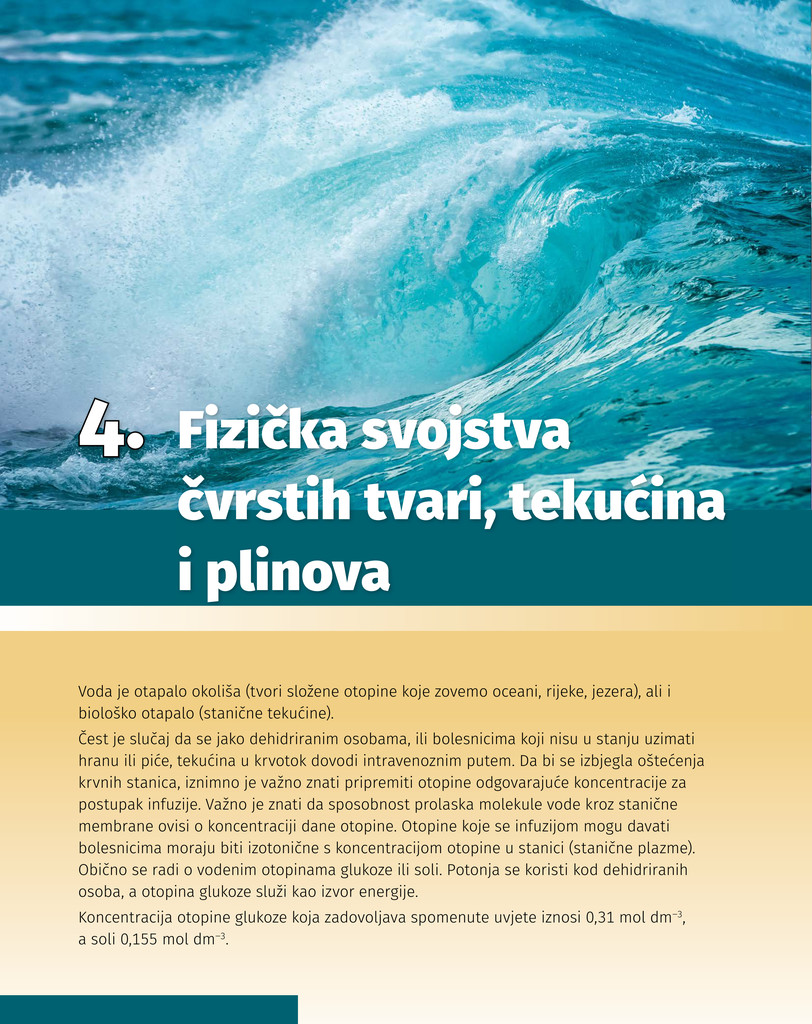 4. Fizička svojstva
čvrstih tvari, tekućina
i plinova
Voda je otapalo okoliša (tvori složene otopine koje zovemo oceani, rijeke, jezera), ali i
biološko otapalo (stanične tekućine).
Čest je slučaj da se jako dehidriranim osobama, ili bolesnicima koji nisu u stanju uzimati
hranu ili piće, tekućina u krvotok dovodi intravenoznim putem. Da bi se izbjegla oštećenja
krvnih stanica, iznimno je važno znati pripremiti otopine odgovarajuće koncentracije za
postupak infuzije. Važno je znati da sposobnost prolaska molekule vode kroz stanične
membrane ovisi o koncentraciji dane otopine. Otopine koje se infuzijom mogu davati
bolesnicima moraju biti izotonične s koncentracijom otopine u stanici (stanične plazme).
Obično se radi o vodenim otopinama glukoze ili soli. Potonja se koristi kod dehidriranih
osoba, a otopina glukoze služi kao izvor energije.
Koncentracija otopine glukoze koja zadovoljava spomenute uvjete iznosi 0,31 mol dm⁻³,
a soli 0,155 mol dm⁻³.